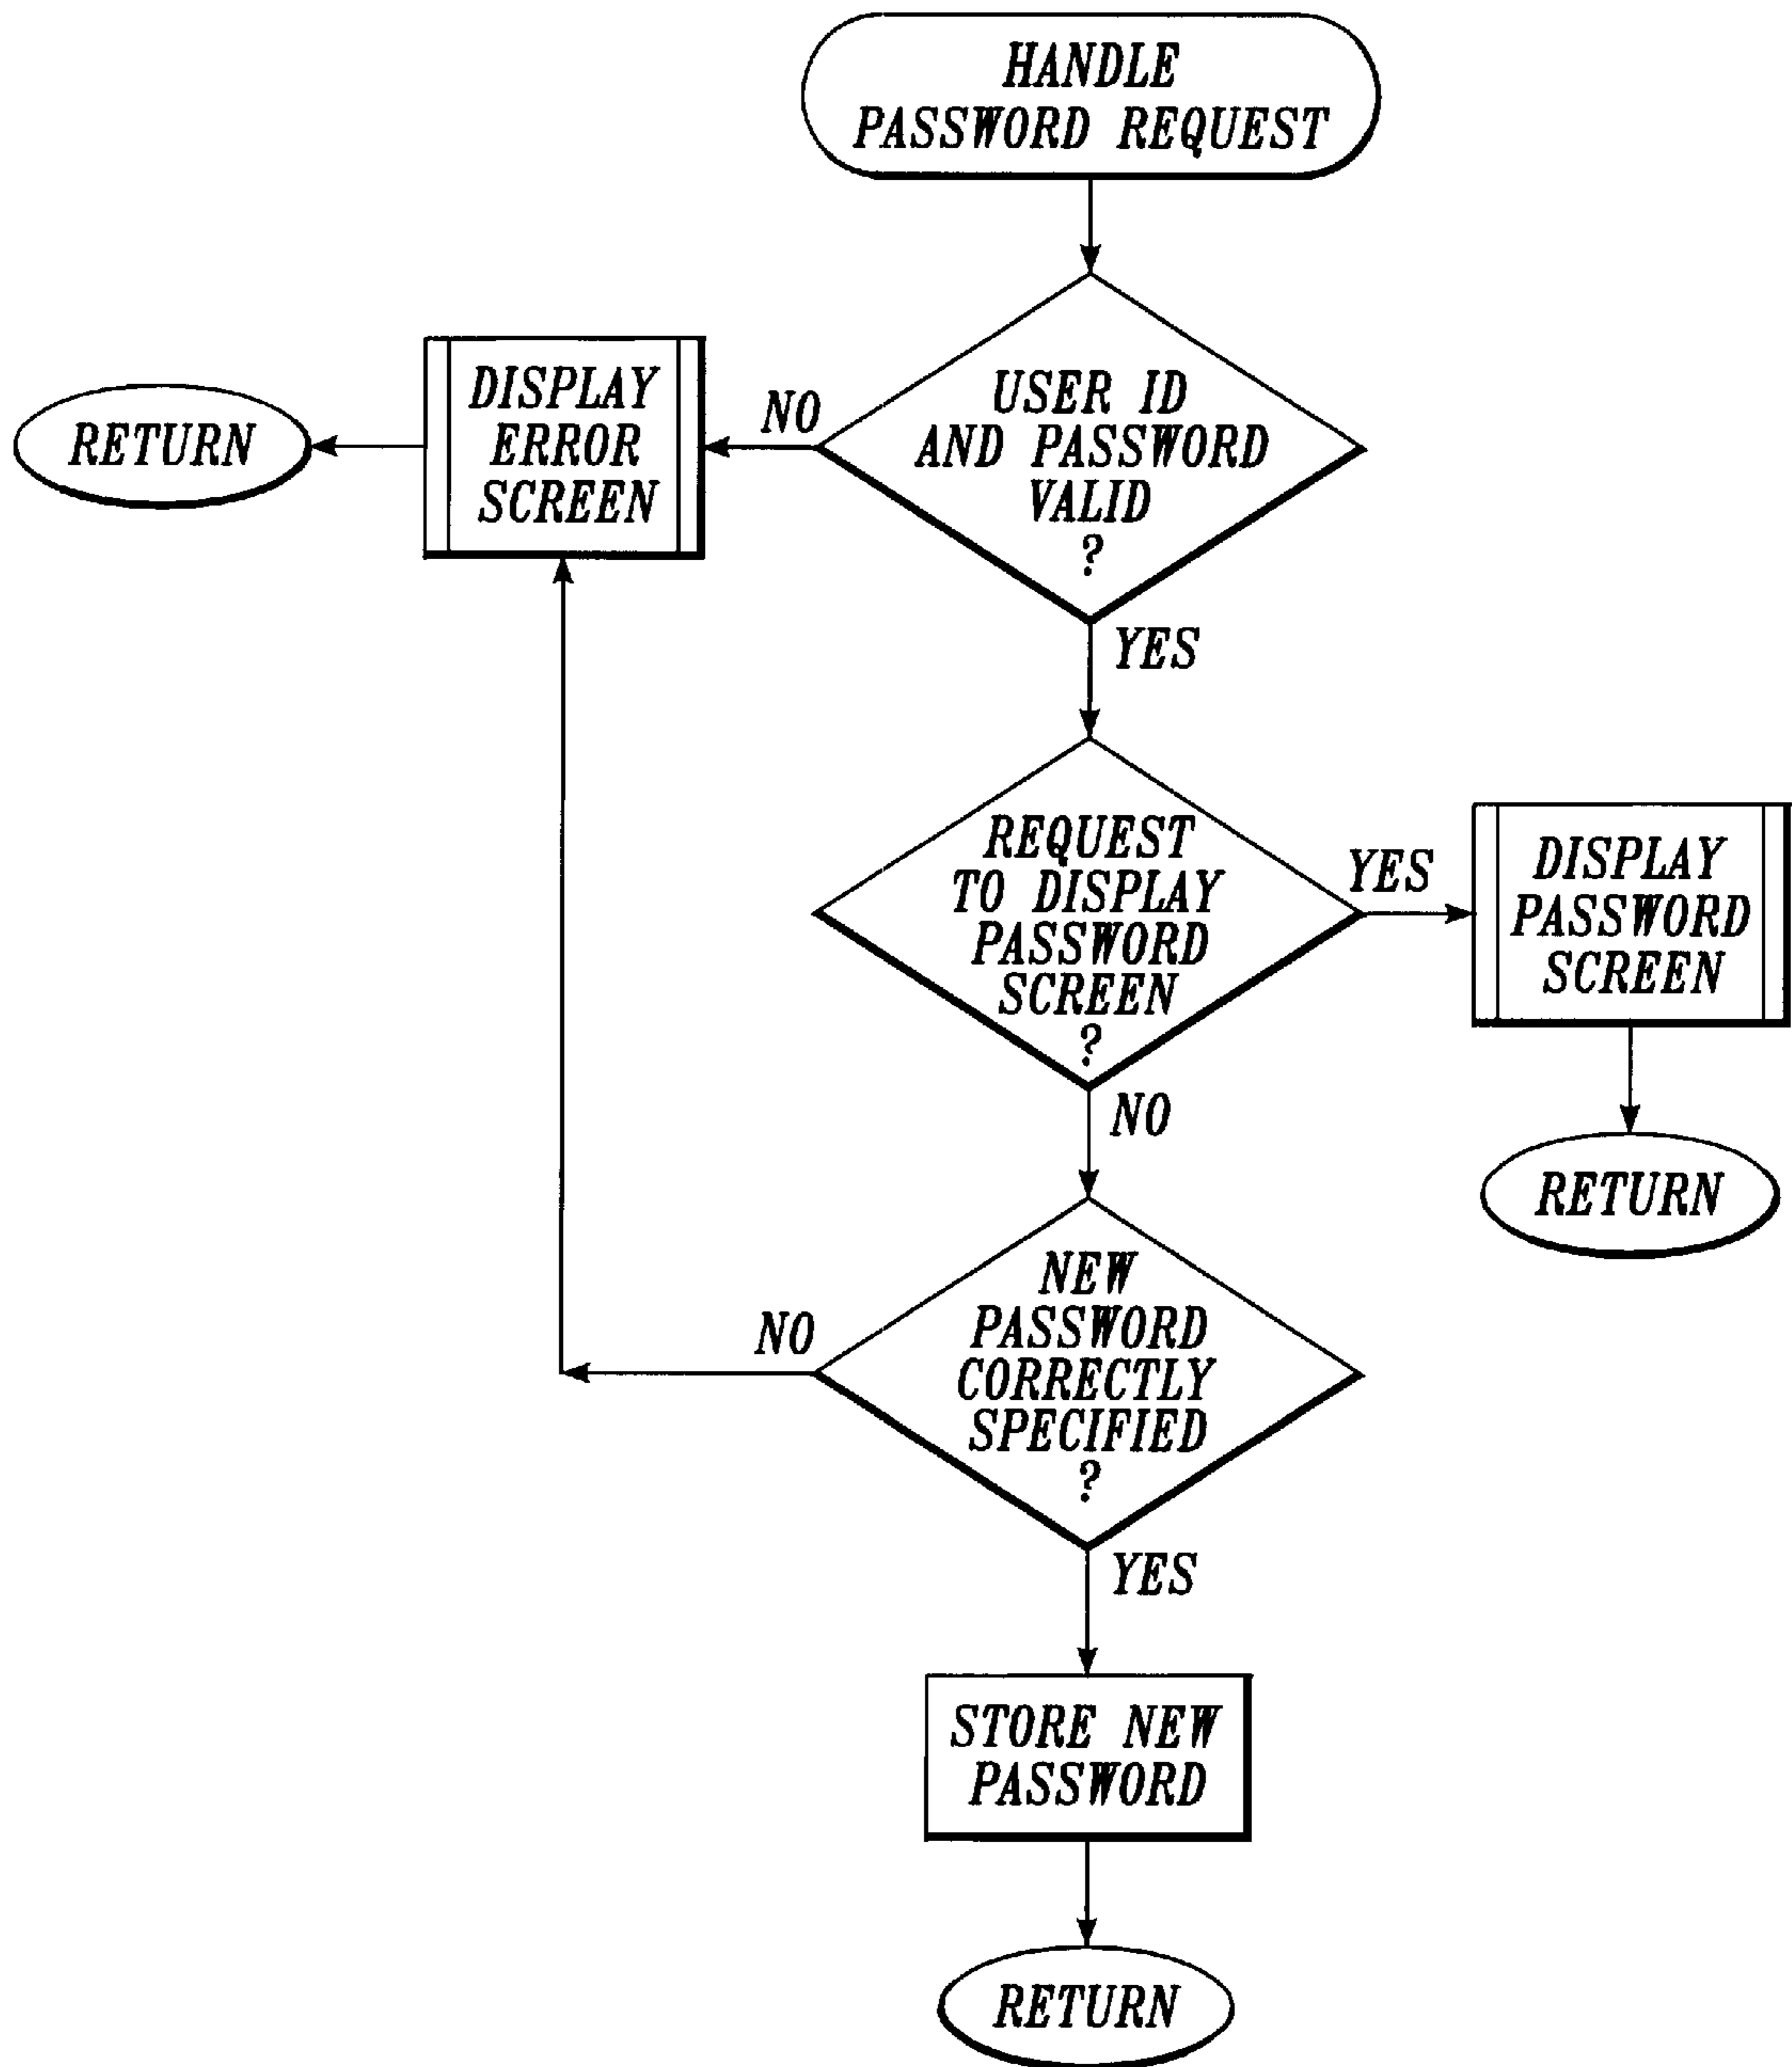 HANDLE
PASSWORD REQUEST
USER ID
AND PASSWORD
VALID
?
NO
DISPLAY
ERROR
SCREEN
RETURN
YES
REQUEST
TO DISPLAY
PASSWORD
SCREEN
?
YES
DISPLAY
PASSWORD
SCREEN
RETURN
NO
NEW
PASSWORD
CORRECTLY
SPECIFIED
?
NO
YES
STORE NEW
PASSWORD
RETURN